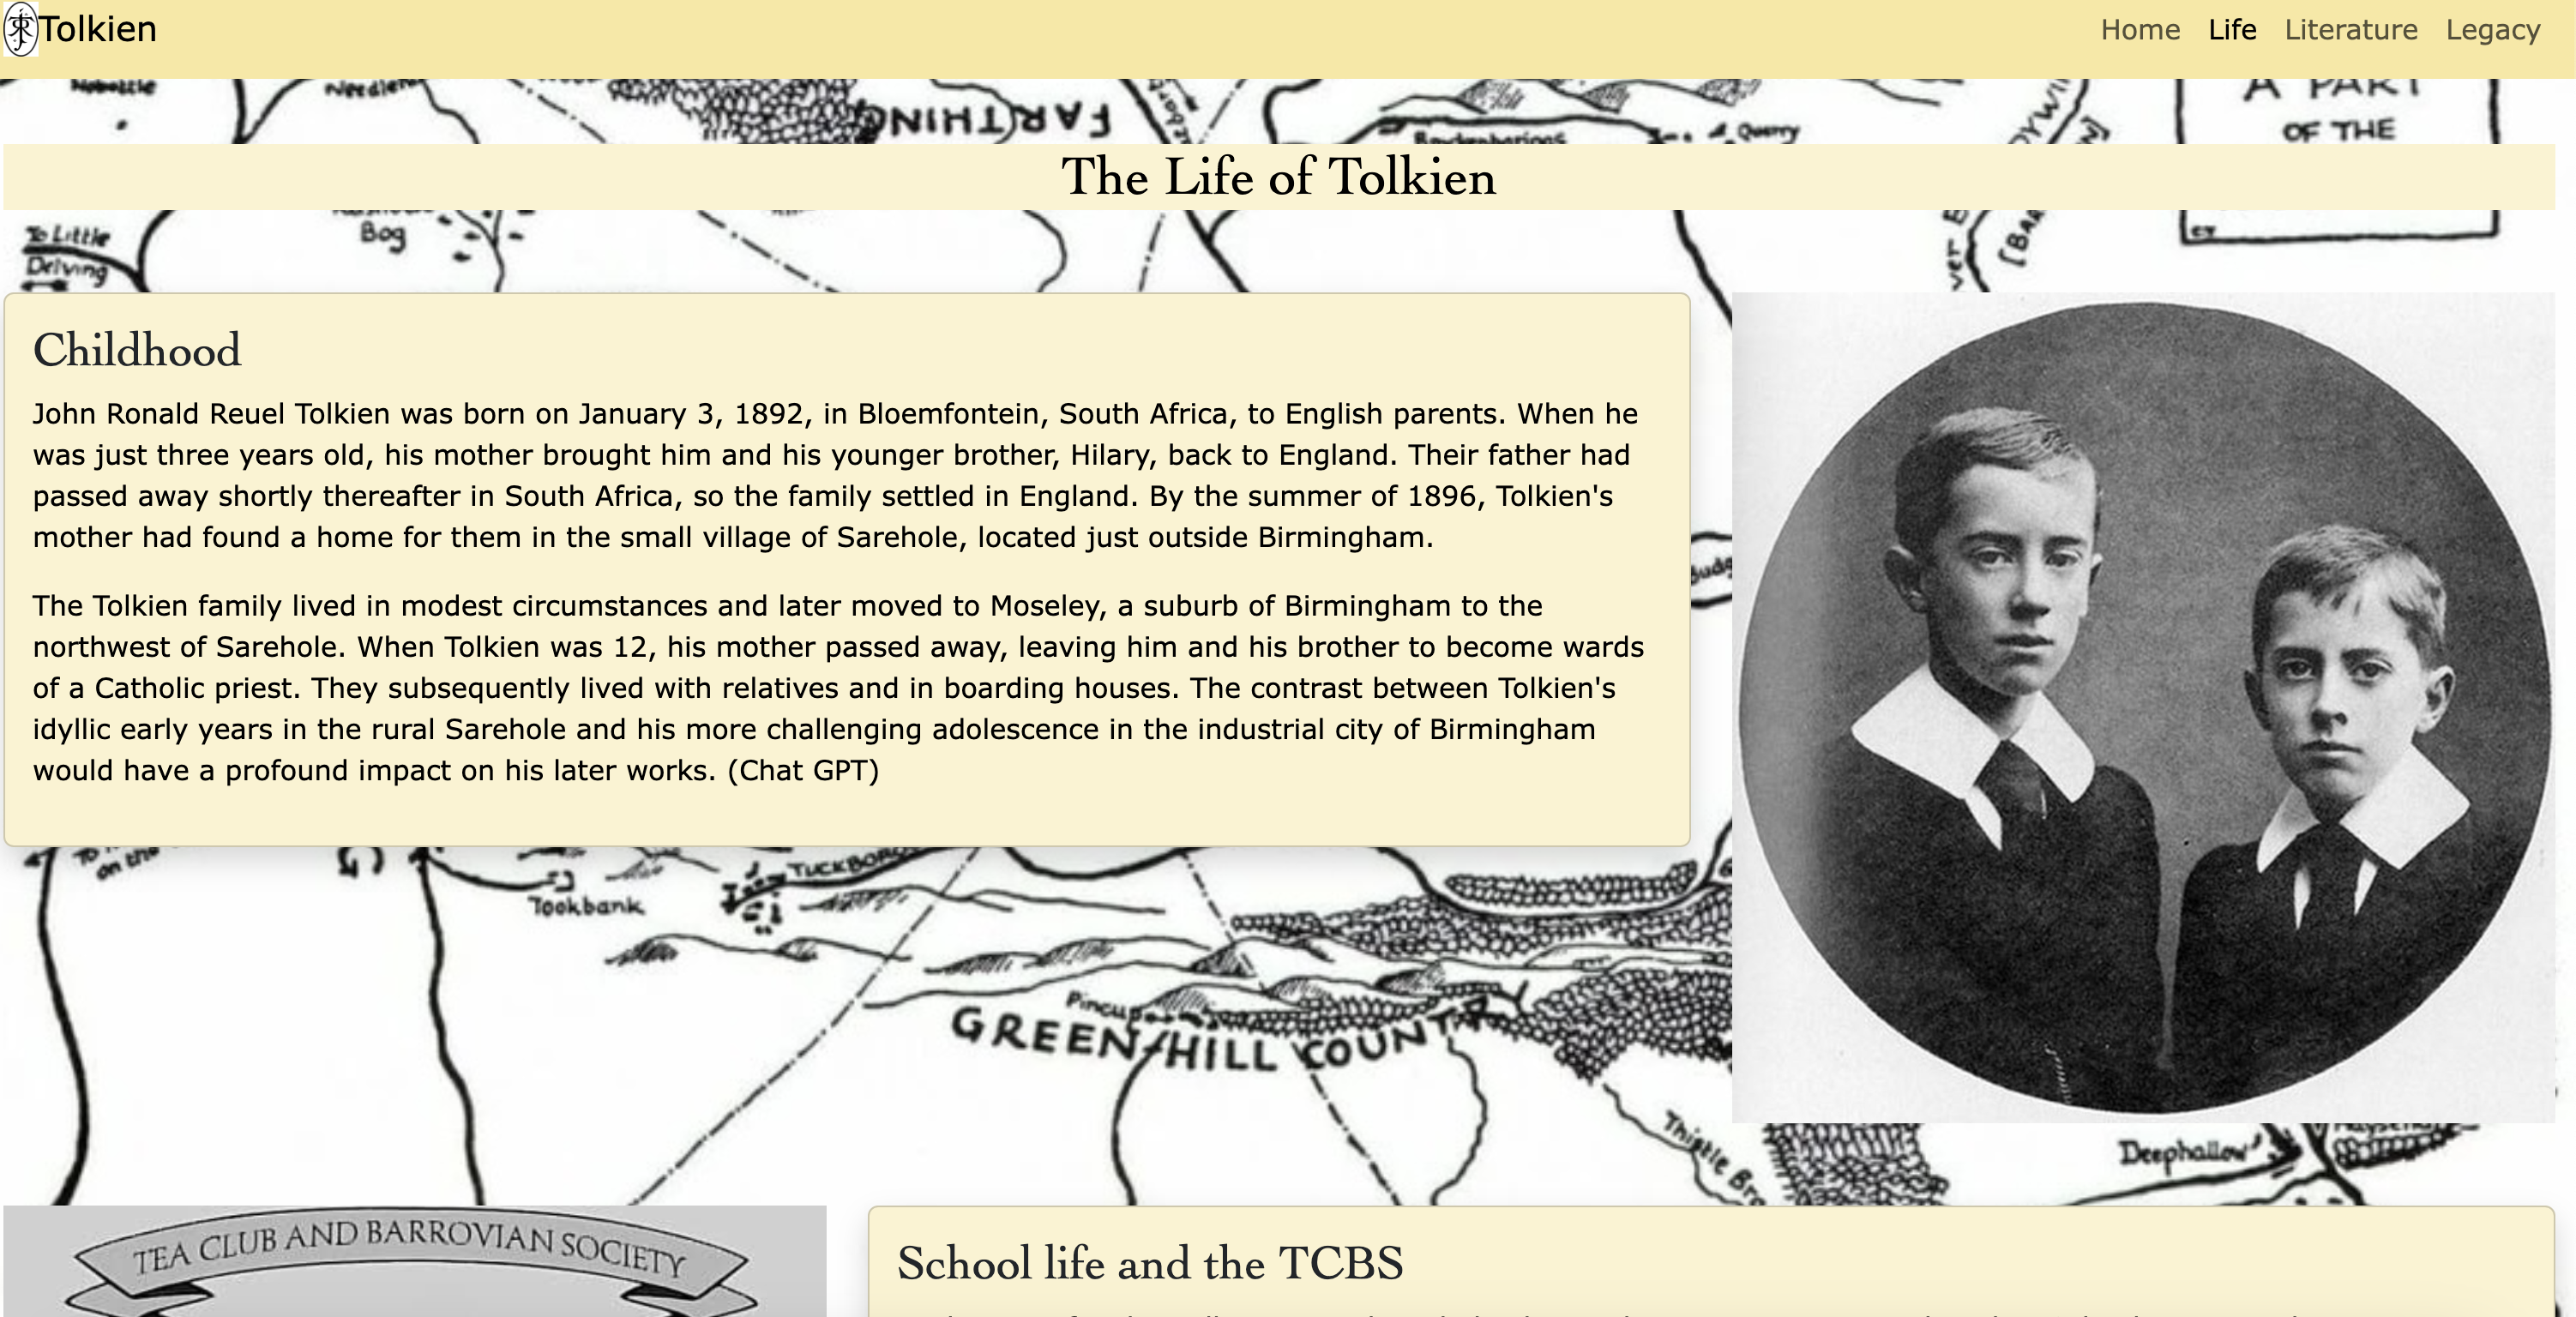 Tolkien
Home Life Literature Legacy
Nobottle
FARTHING
Quarry
A PART
OF THE
The Life of Tolkien
To Little
Delving
Bog
Childhood
John Ronald Reuel Tolkien was born on January 3, 1892, in Bloemfontein, South Africa, to English parents. When he
was just three years old, his mother brought him and his younger brother, Hilary, back to England. Their father had
passed away shortly thereafter in South Africa, so the family settled in England. By the summer of 1896, Tolkien's
mother had found a home for them in the small village of Sarehole, located just outside Birmingham.
The Tolkien family lived in modest circumstances and later moved to Moseley, a suburb of Birmingham to the
northwest of Sarehole. When Tolkien was 12, his mother passed away, leaving him and his brother to become wards
of a Catholic priest. They subsequently lived with relatives and in boarding houses. The contrast between Tolkien's
idyllic early years in the rural Sarehole and his more challenging adolescence in the industrial city of Birmingham
would have a profound impact on his later works. (Chat GPT)
on the
Tookbank
Pincup
GREEN HILL COUNTRY
Deephallow
TEA CLUB AND BARROVIAN SOCIETY
School life and the TCBS